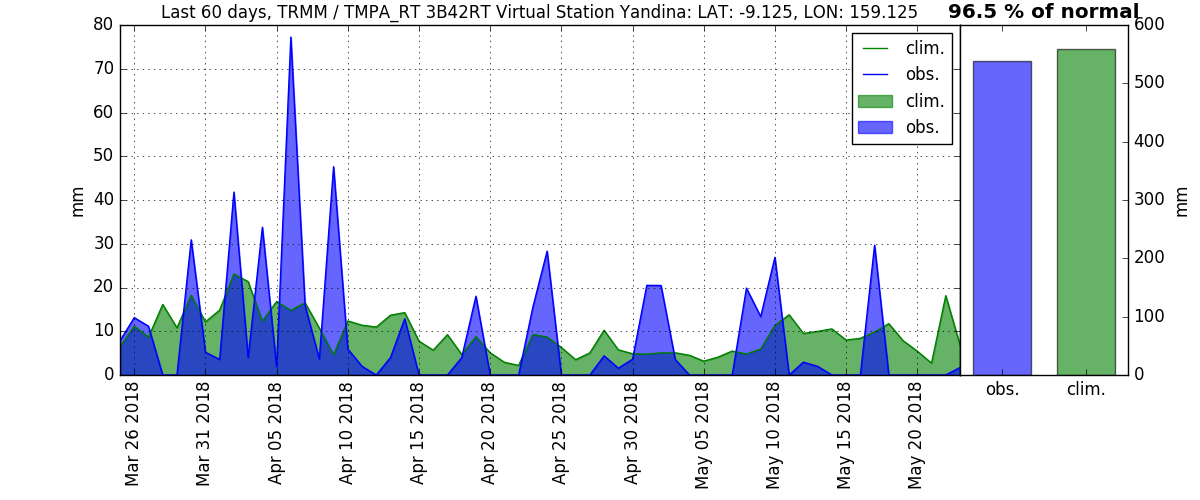 Last 60 days, TRMM / TMPA_RT 3B42RT Virtual Station Yandina: LAT: -9.125, LON: 159.125
96.5 % of normal
80
70
60
50
40
30
20
10
0
mm
clim.
obs.
clim.
obs.
600
500
400
300
200
100
0
mm
obs.
clim.
Mar 26 2018
Mar 31 2018
Apr 05 2018
Apr 10 2018
Apr 15 2018
Apr 20 2018
Apr 25 2018
Apr 30 2018
May 05 2018
May 10 2018
May 15 2018
May 20 2018